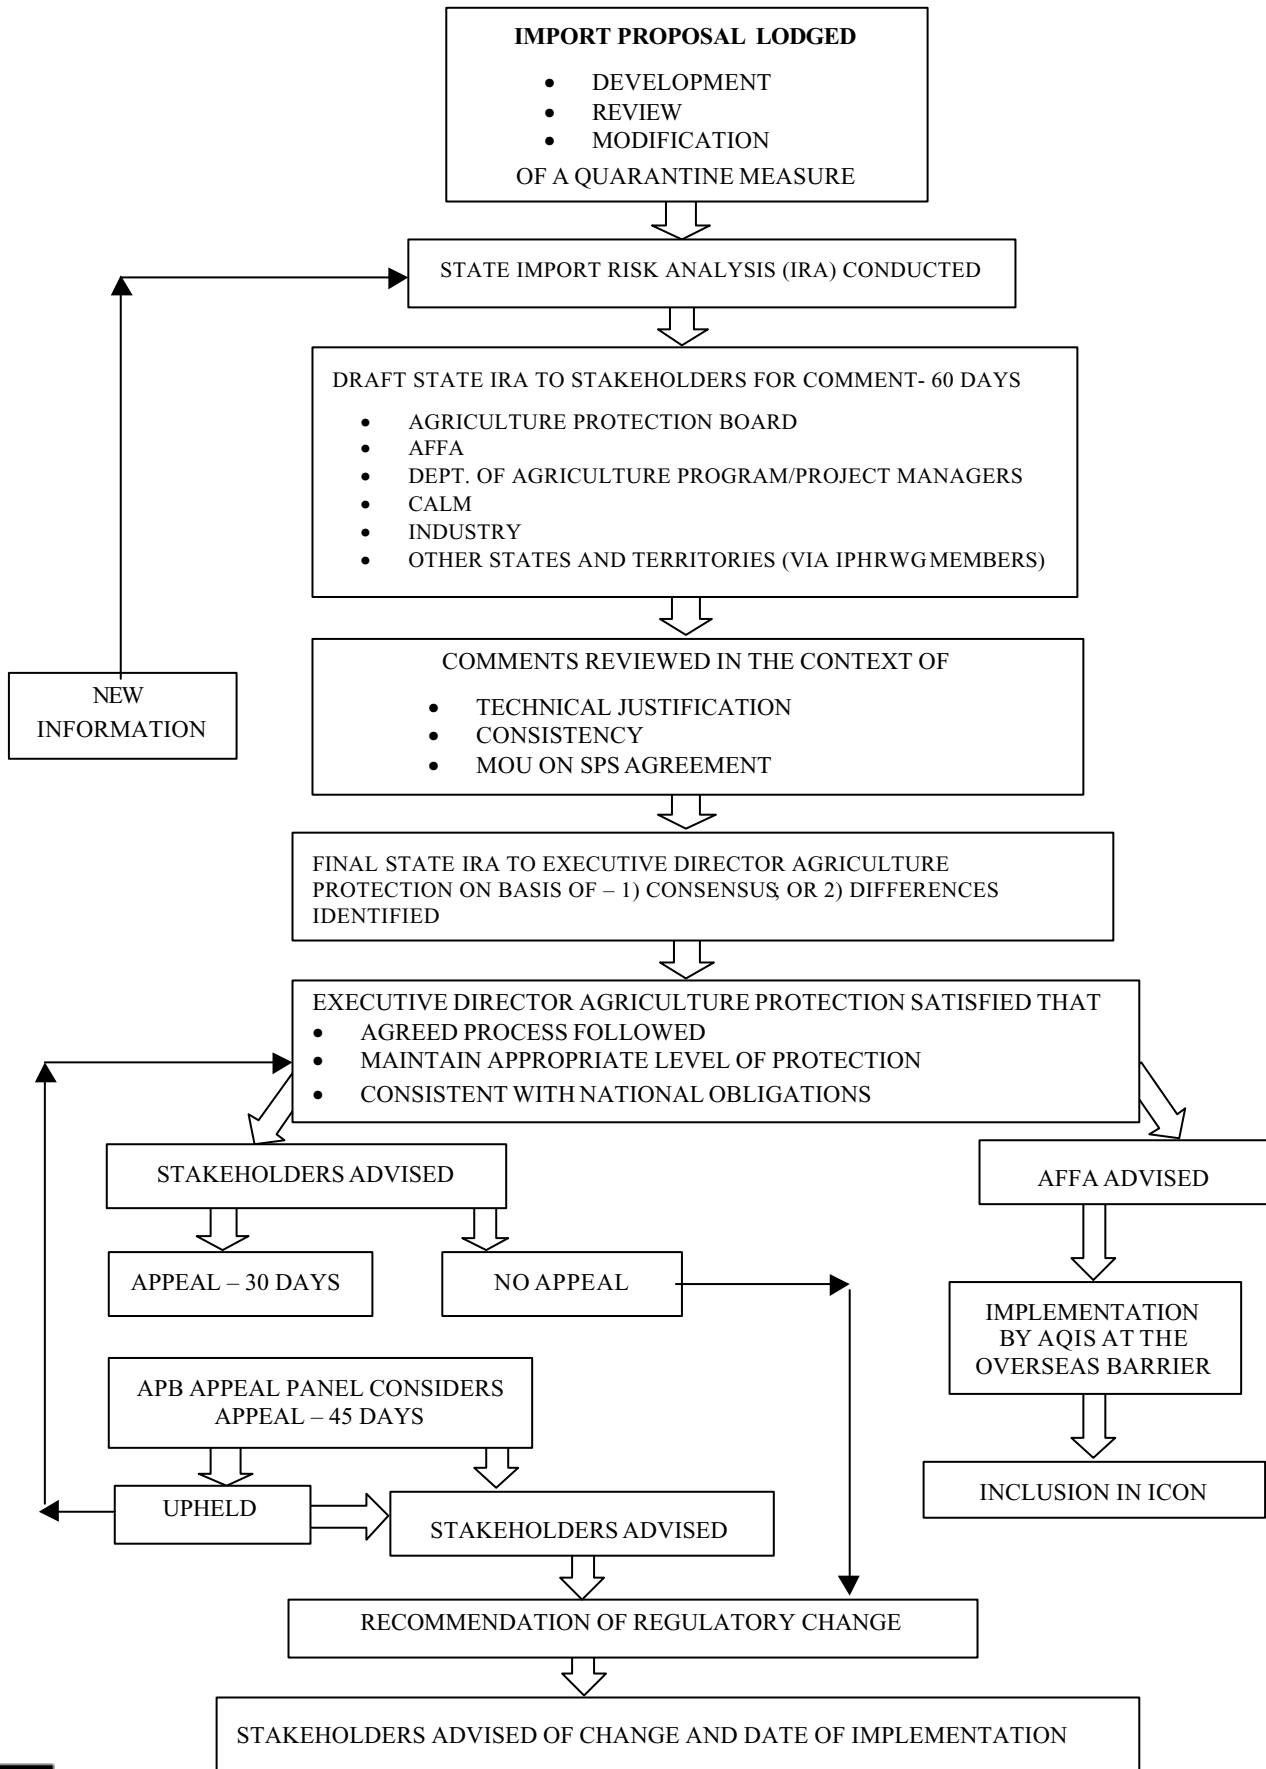 IMPORT PROPOSAL LODGED
• DEVELOPMENT
• REVIEW
• MODIFICATION
OF A QUARANTINE MEASURE
STATE IMPORT RISK ANALYSIS (IRA) CONDUCTED
DRAFT STATE IRA TO STAKEHOLDERS FOR COMMENT- 60 DAYS
• AGRICULTURE PROTECTION BOARD
• AFFA
• DEPT. OF AGRICULTURE PROGRAM/PROJECT MANAGERS
• CALM
• INDUSTRY
• OTHER STATES AND TERRITORIES (VIA IPHRWG MEMBERS)
NEW
INFORMATION
COMMENTS REVIEWED IN THE CONTEXT OF
• TECHNICAL JUSTIFICATION
• CONSISTENCY
• MOU ON SPS AGREEMENT
FINAL STATE IRA TO EXECUTIVE DIRECTOR AGRICULTURE
PROTECTION ON BASIS OF – 1) CONSENSUS; OR 2) DIFFERENCES
IDENTIFIED
EXECUTIVE DIRECTOR AGRICULTURE PROTECTION SATISFIED THAT
• AGREED PROCESS FOLLOWED
• MAINTAIN APPROPRIATE LEVEL OF PROTECTION
• CONSISTENT WITH NATIONAL OBLIGATIONS
STAKEHOLDERS ADVISED
AFFA ADVISED
APPEAL – 30 DAYS
NO APPEAL
IMPLEMENTATION
BY AQIS AT THE
OVERSEAS BARRIER
APB APPEAL PANEL CONSIDERS
APPEAL – 45 DAYS
INCLUSION IN ICON
UPHELD
STAKEHOLDERS ADVISED
RECOMMENDATION OF REGULATORY CHANGE
STAKEHOLDERS ADVISED OF CHANGE AND DATE OF IMPLEMENTATION